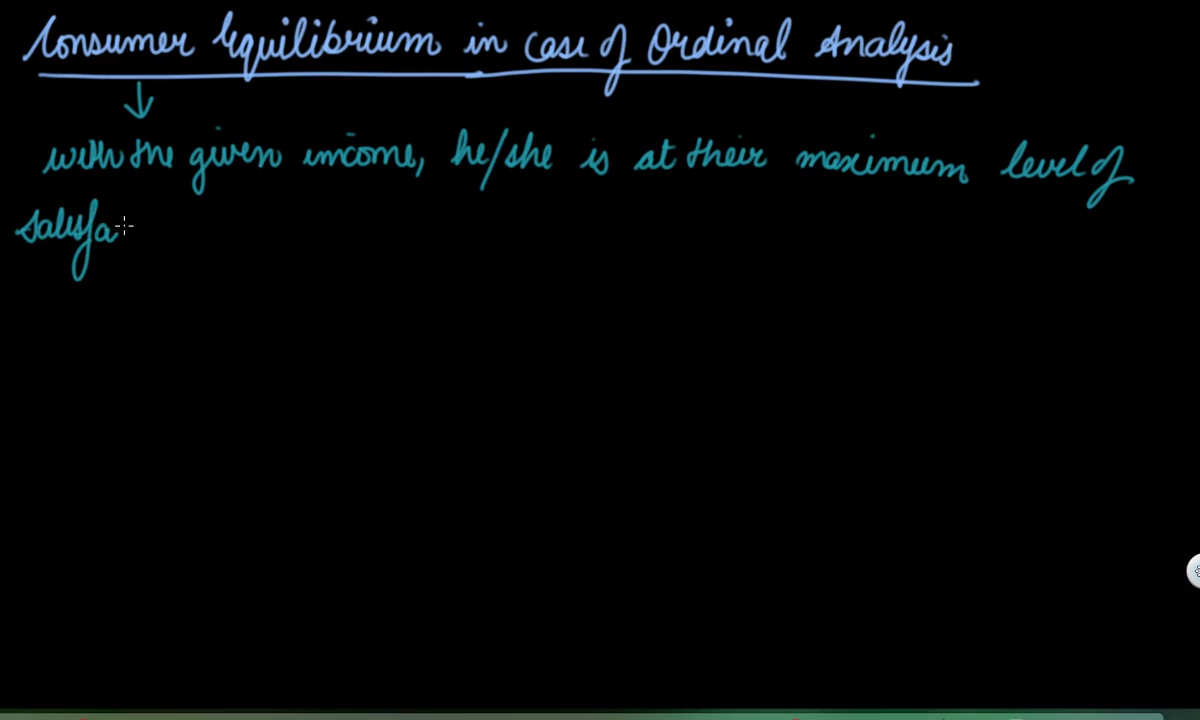 Consumer Equilibrium in case of Ordinal Analysis
with the given income, he/she is at their maximum level of
satisfa